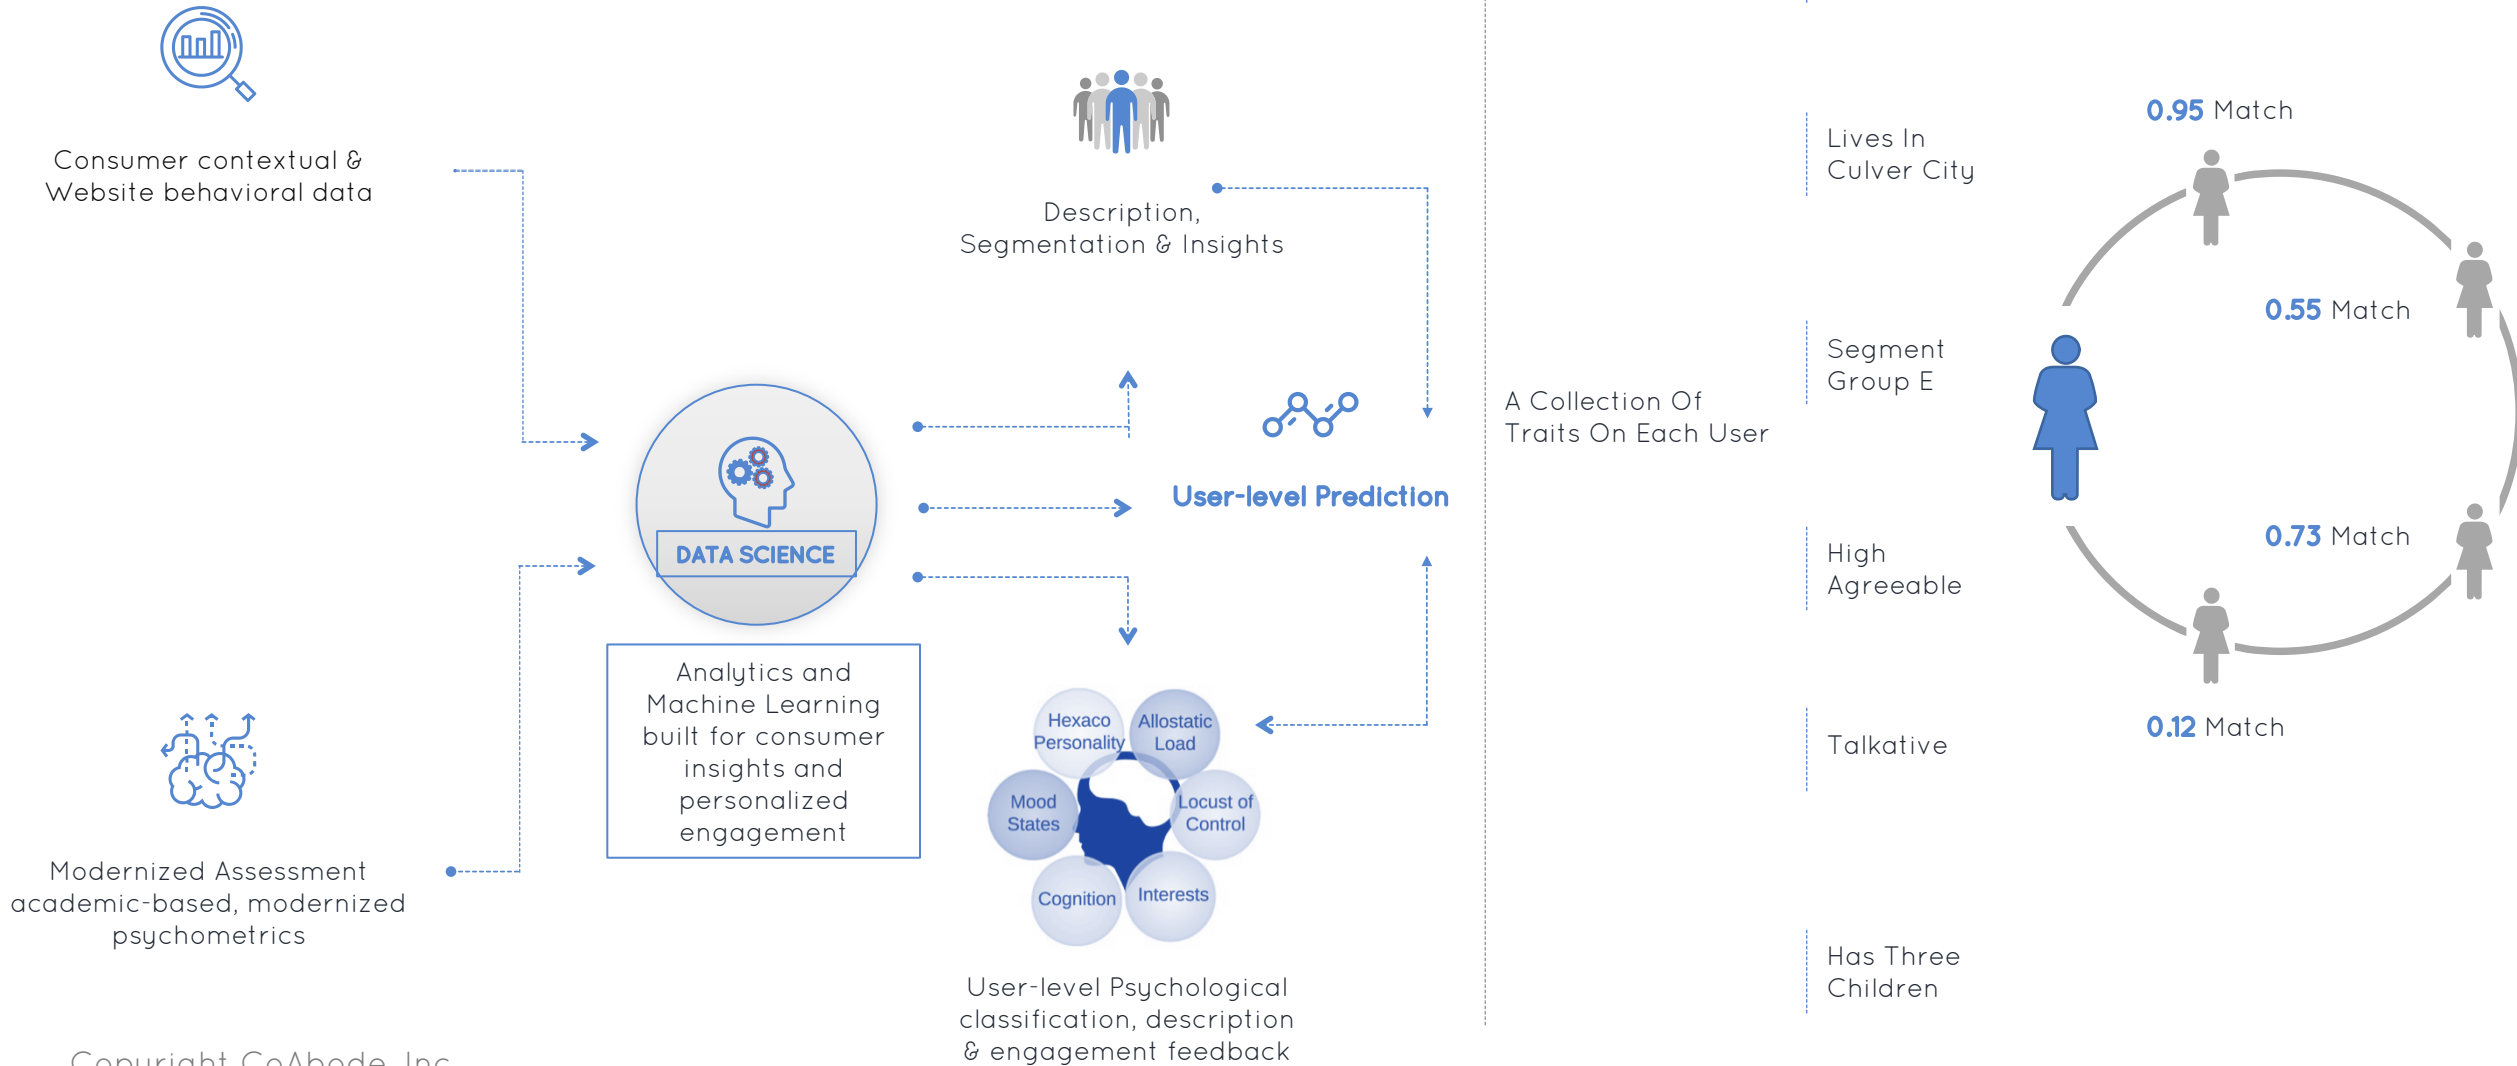 Consumer contextual &
Website behavioral data
Modernized Assessment
academic-based, modernized
psychometrics
DATA SCIENCE
Analytics and
Machine Learning
built for consumer
insights and
personalized
engagement
Description,
Segmentation & Insights
User-level Prediction
Hexaco
Personality
Allostatic
Load
Mood
States
Locust of
Control
Cognition
Interests
User-level Psychological
classification, description
& engagement feedback
A Collection Of
Traits On Each User
Lives In
Culver City
Segment
Group E
High
Agreeable
Talkative
Has Three
Children
0.95 Match
0.55 Match
0.73 Match
0.12 Match
Copyright CoAbode, Inc